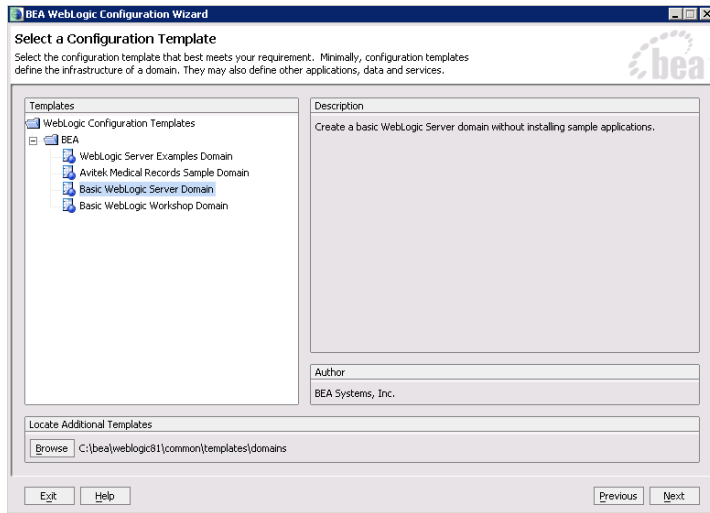 BEA WebLogic Configuration Wizard
Select a Configuration Template
Select the configuration template that best meets your requirement. Minimally, configuration templates
define the infrastructure of a domain. They may also define other applications, data and services.
bea
Templates
WebLogic Configuration Templates
BEA
WebLogic Server Examples Domain
Avitek Medical Records Sample Domain
Basic WebLogic Server Domain
Basic WebLogic Workshop Domain
Description
Create a basic WebLogic Server domain without installing sample applications.
Author
BEA Systems, Inc.
Locate Additional Templates
Browse C:\bea\weblogic81\common\templates\domains
Exit Help Previous Next